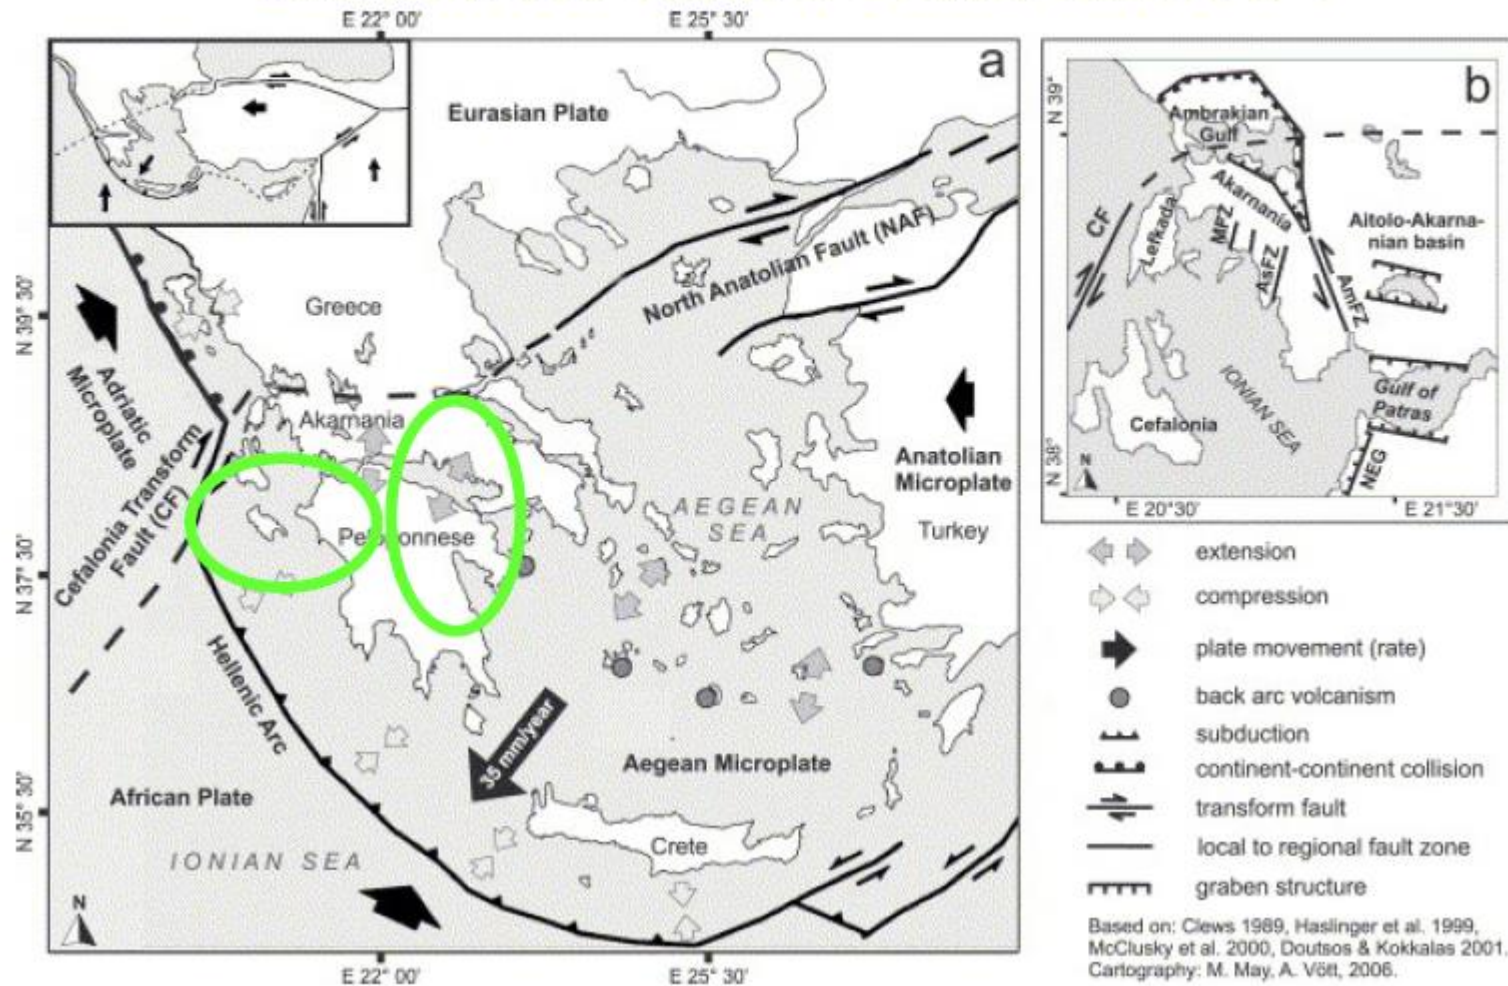 E 22° 00'
E 25° 30'
a
Eurasian Plate
North Anatolian Fault (NAF)
N 39° 30'
Greece
Adriatic
Microplate
Akarnania
Cefalonia Transform
Fault (CF)
Anatolian
Microplate
AEGEAN
SEA
Turkey
Peloponnese
N 37° 30'
Hellenic Arc
35 mm/year
Aegean Microplate
African Plate
N 35° 30'
Crete
IONIAN SEA
N
E 22° 00'
E 25° 30'
b
N 39°
Ambrakian
Gulf
Akarnania
CF
Lefkada
MFZ
Aitolo-Akarna-
nian basin
AsFZ
AmFZ
IONIAN SEA
Gulf of
Patras
Cefalonia
N 38°
N
NEG
E 20°30'
E 21°30'
extension
compression
plate movement (rate)
back arc volcanism
subduction
continent-continent collision
transform fault
local to regional fault zone
graben structure
Based on: Clews 1989, Haslinger et al. 1999,
McClusky et al. 2000, Doutsos & Kokkalas 2001.
Cartography: M. May, A. Vött, 2006.